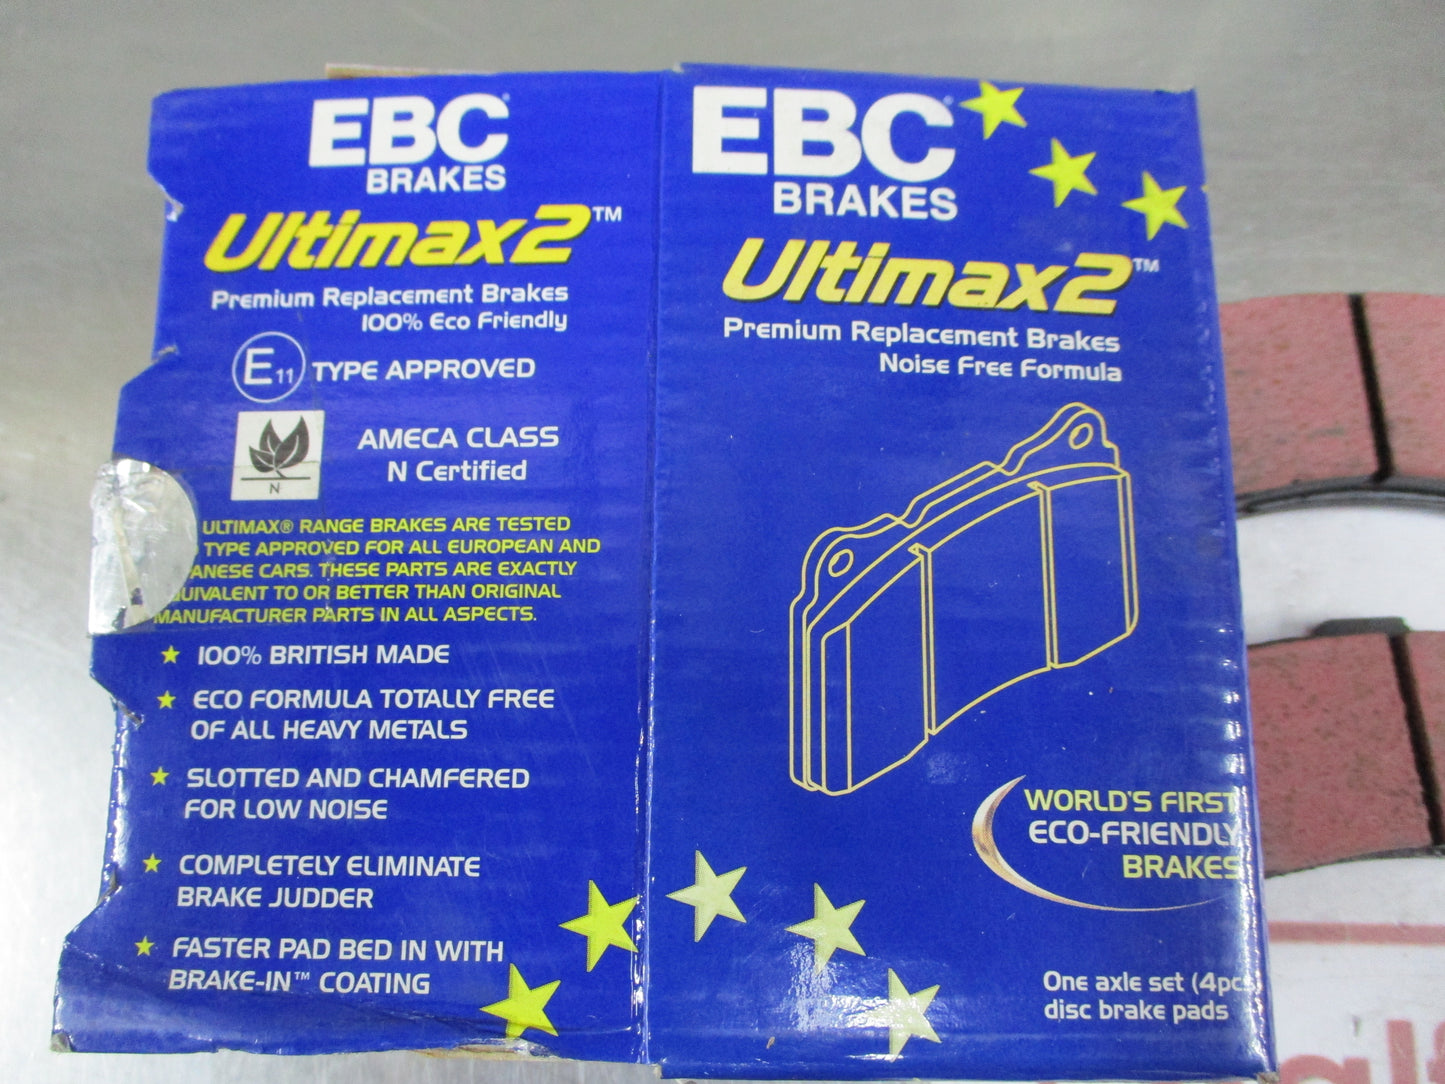 EBC®
BRAKES
Ultimax2™
Premium Replacement Brakes
100% Eco Friendly
E11 TYPE APPROVED
AMECA CLASS
N Certified
N
ULTIMAX® RANGE BRAKES ARE TESTED
TYPE APPROVED FOR ALL EUROPEAN AND
ANESE CARS. THESE PARTS ARE EXACTLY
UIVALENT TO OR BETTER THAN ORIGINAL
MANUFACTURER PARTS IN ALL ASPECTS.
100% BRITISH MADE
ECO FORMULA TOTALLY FREE
OF ALL HEAVY METALS
SLOTTED AND CHAMFERED
FOR LOW NOISE
COMPLETELY ELIMINATE
BRAKE JUDDER
FASTER PAD BED IN WITH
BRAKE-IN™ COATING
EBC®
BRAKES
Ultimax2™
Premium Replacement Brakes
Noise Free Formula
WORLD'S FIRST
ECO-FRIENDLY
BRAKES
One axle set (4pc
disc brake pads